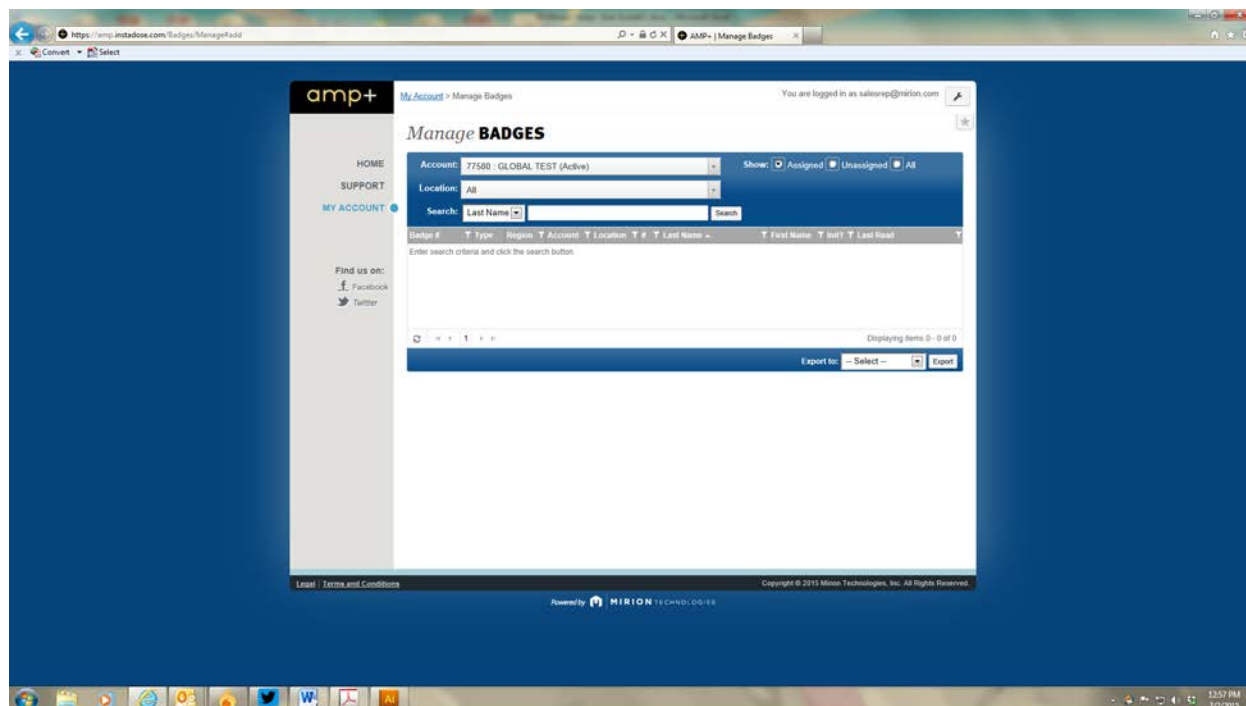 https://amp.instadose.com/Badges/Manage#add
AMP+ | Manage Badges
Convert
Select
amp+
My Account > Manage Badges
You are logged in as salesrep@mirion.com
Manage BADGES
HOME
SUPPORT
MY ACCOUNT
Find us on:
Facebook
Twitter
Account: 77580 : GLOBAL TEST (Active)
Show: Assigned Unassigned All
Location: All
Search: Last Name Search
Badge # Type Region Account Location # Last Name First Name Init? Last Read
Enter search criteria and click the search button.
1
Displaying items 0 - 0 of 0
Export to: -- Select -- Export
Legal | Terms and Conditions
Copyright © 2015 Mirion Technologies, Inc. All Rights Reserved.
Powered by MIRION TECHNOLOGIES
12:57 PM